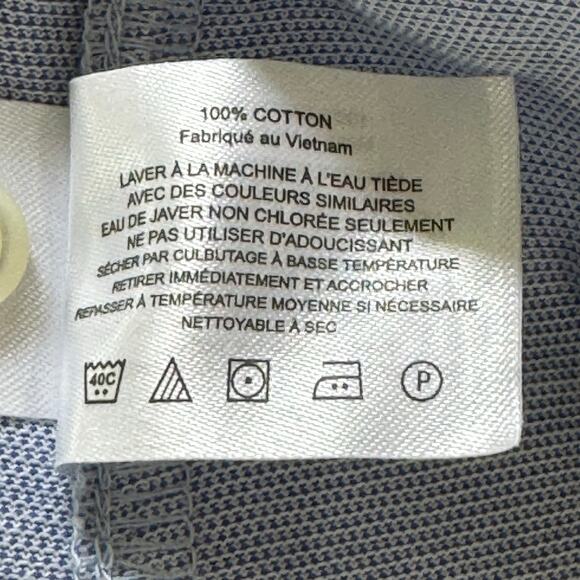 100% COTTON
Fabriqué au Vietnam
LAVER À LA MACHINE À L'EAU TIÈDE
AVEC DES COULEURS SIMILAIRES
EAU DE JAVER NON CHLORÉE SEULEMENT
NE PAS UTILISER D'ADOUCISSANT
SÉCHER PAR CULBUTAGE À BASSE TEMPÉRATURE
RETIRER IMMÉDIATEMENT ET ACCROCHER
REPASSER À TEMPÉRATURE MOYENNE SI NÉCESSAIRE
NETTOYABLE À SEC
40C P